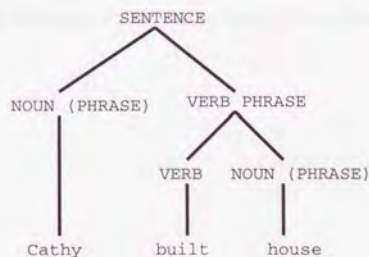 SENTENCE
NOUN (PHRASE) VERB PHRASE
VERB NOUN (PHRASE)
Cathy built house